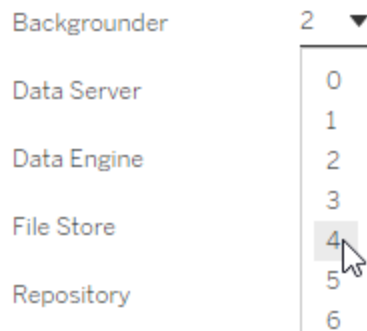 Backgrounder 2
0
Data Server
1
Data Engine 2
3
File Store
4
5
Repository
6